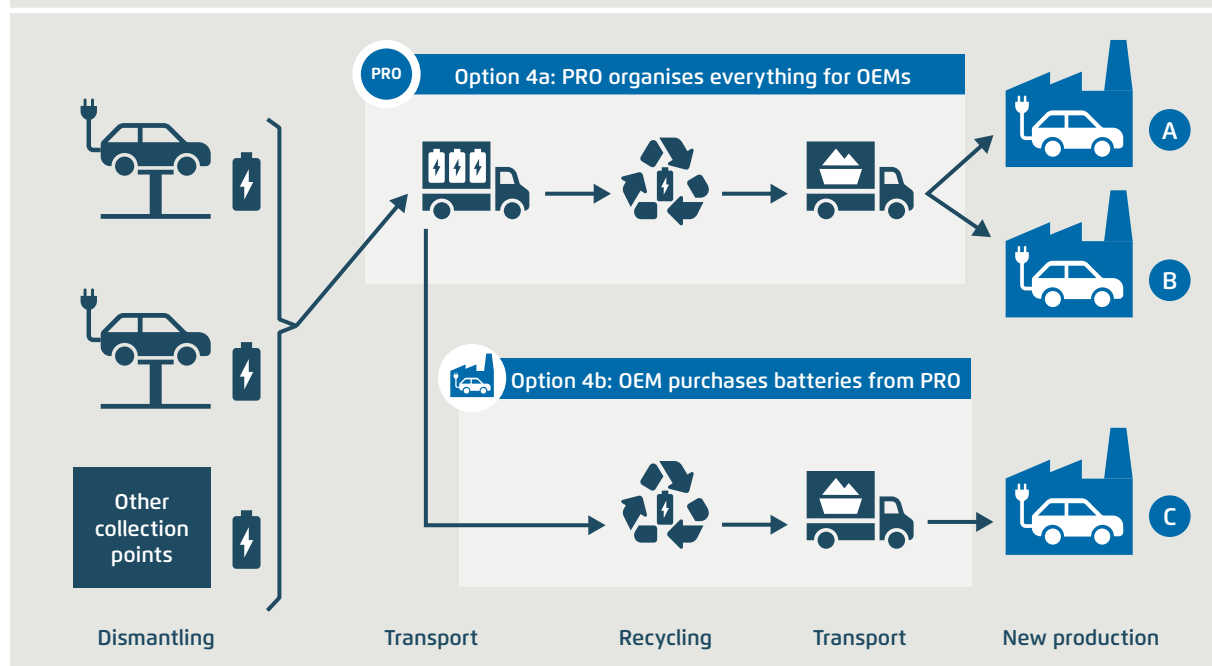 PRO
Option 4a: PRO organises everything for OEMs
A
B
Option 4b: OEM purchases batteries from PRO
Other
collection
points
C
Dismantling
Transport
Recycling
Transport
New production